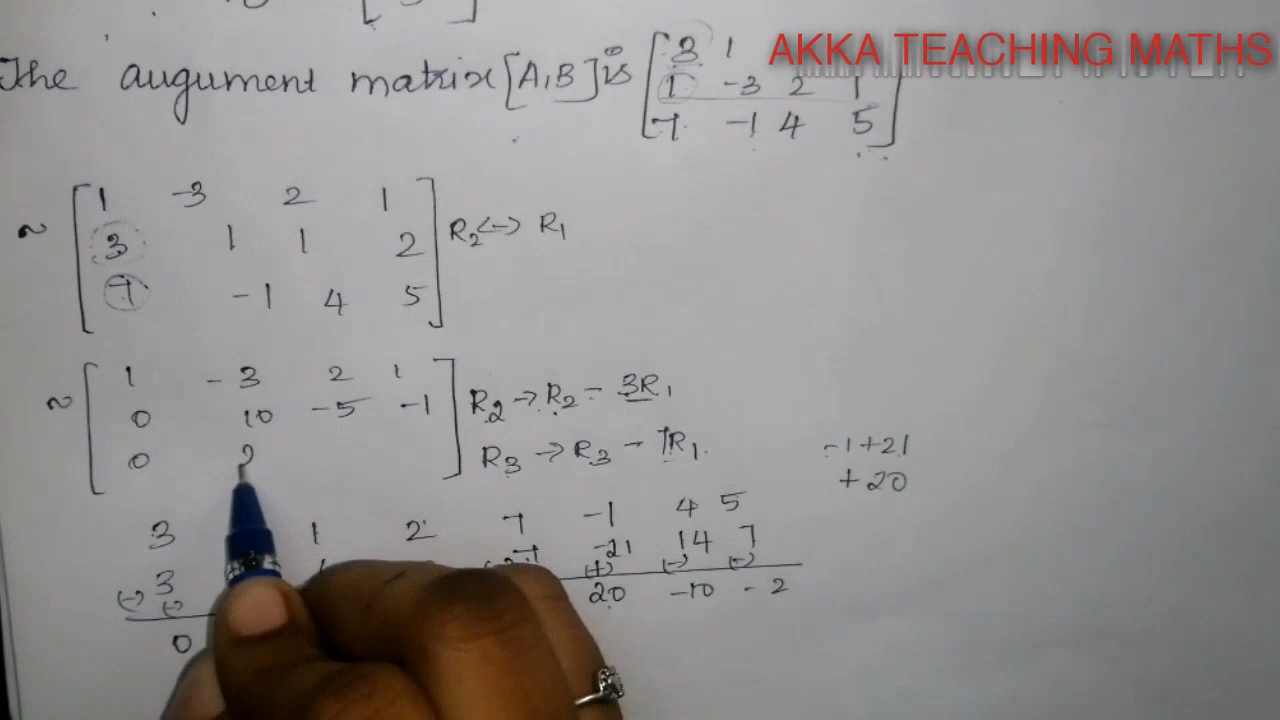 AKKA TEACHING MATHS
The augument matrix [A,B] is [ 3 1
1 -3 2 1
7 -1 4 5 ]
~ [ 1 -3 2 1
3 1 1 2 R2 <-> R1
7 -1 4 5 ]
~ [ 1 -3 2 1
0 10 -5 -1 R2 -> R2 - 3R1
0 2 ] R3 -> R3 - 7R1
-1+21
+20
3 1 2 7 -1 4 5
3 -21 14 7
(-) (-) (+) (-) (-)
0 20 -10 -2